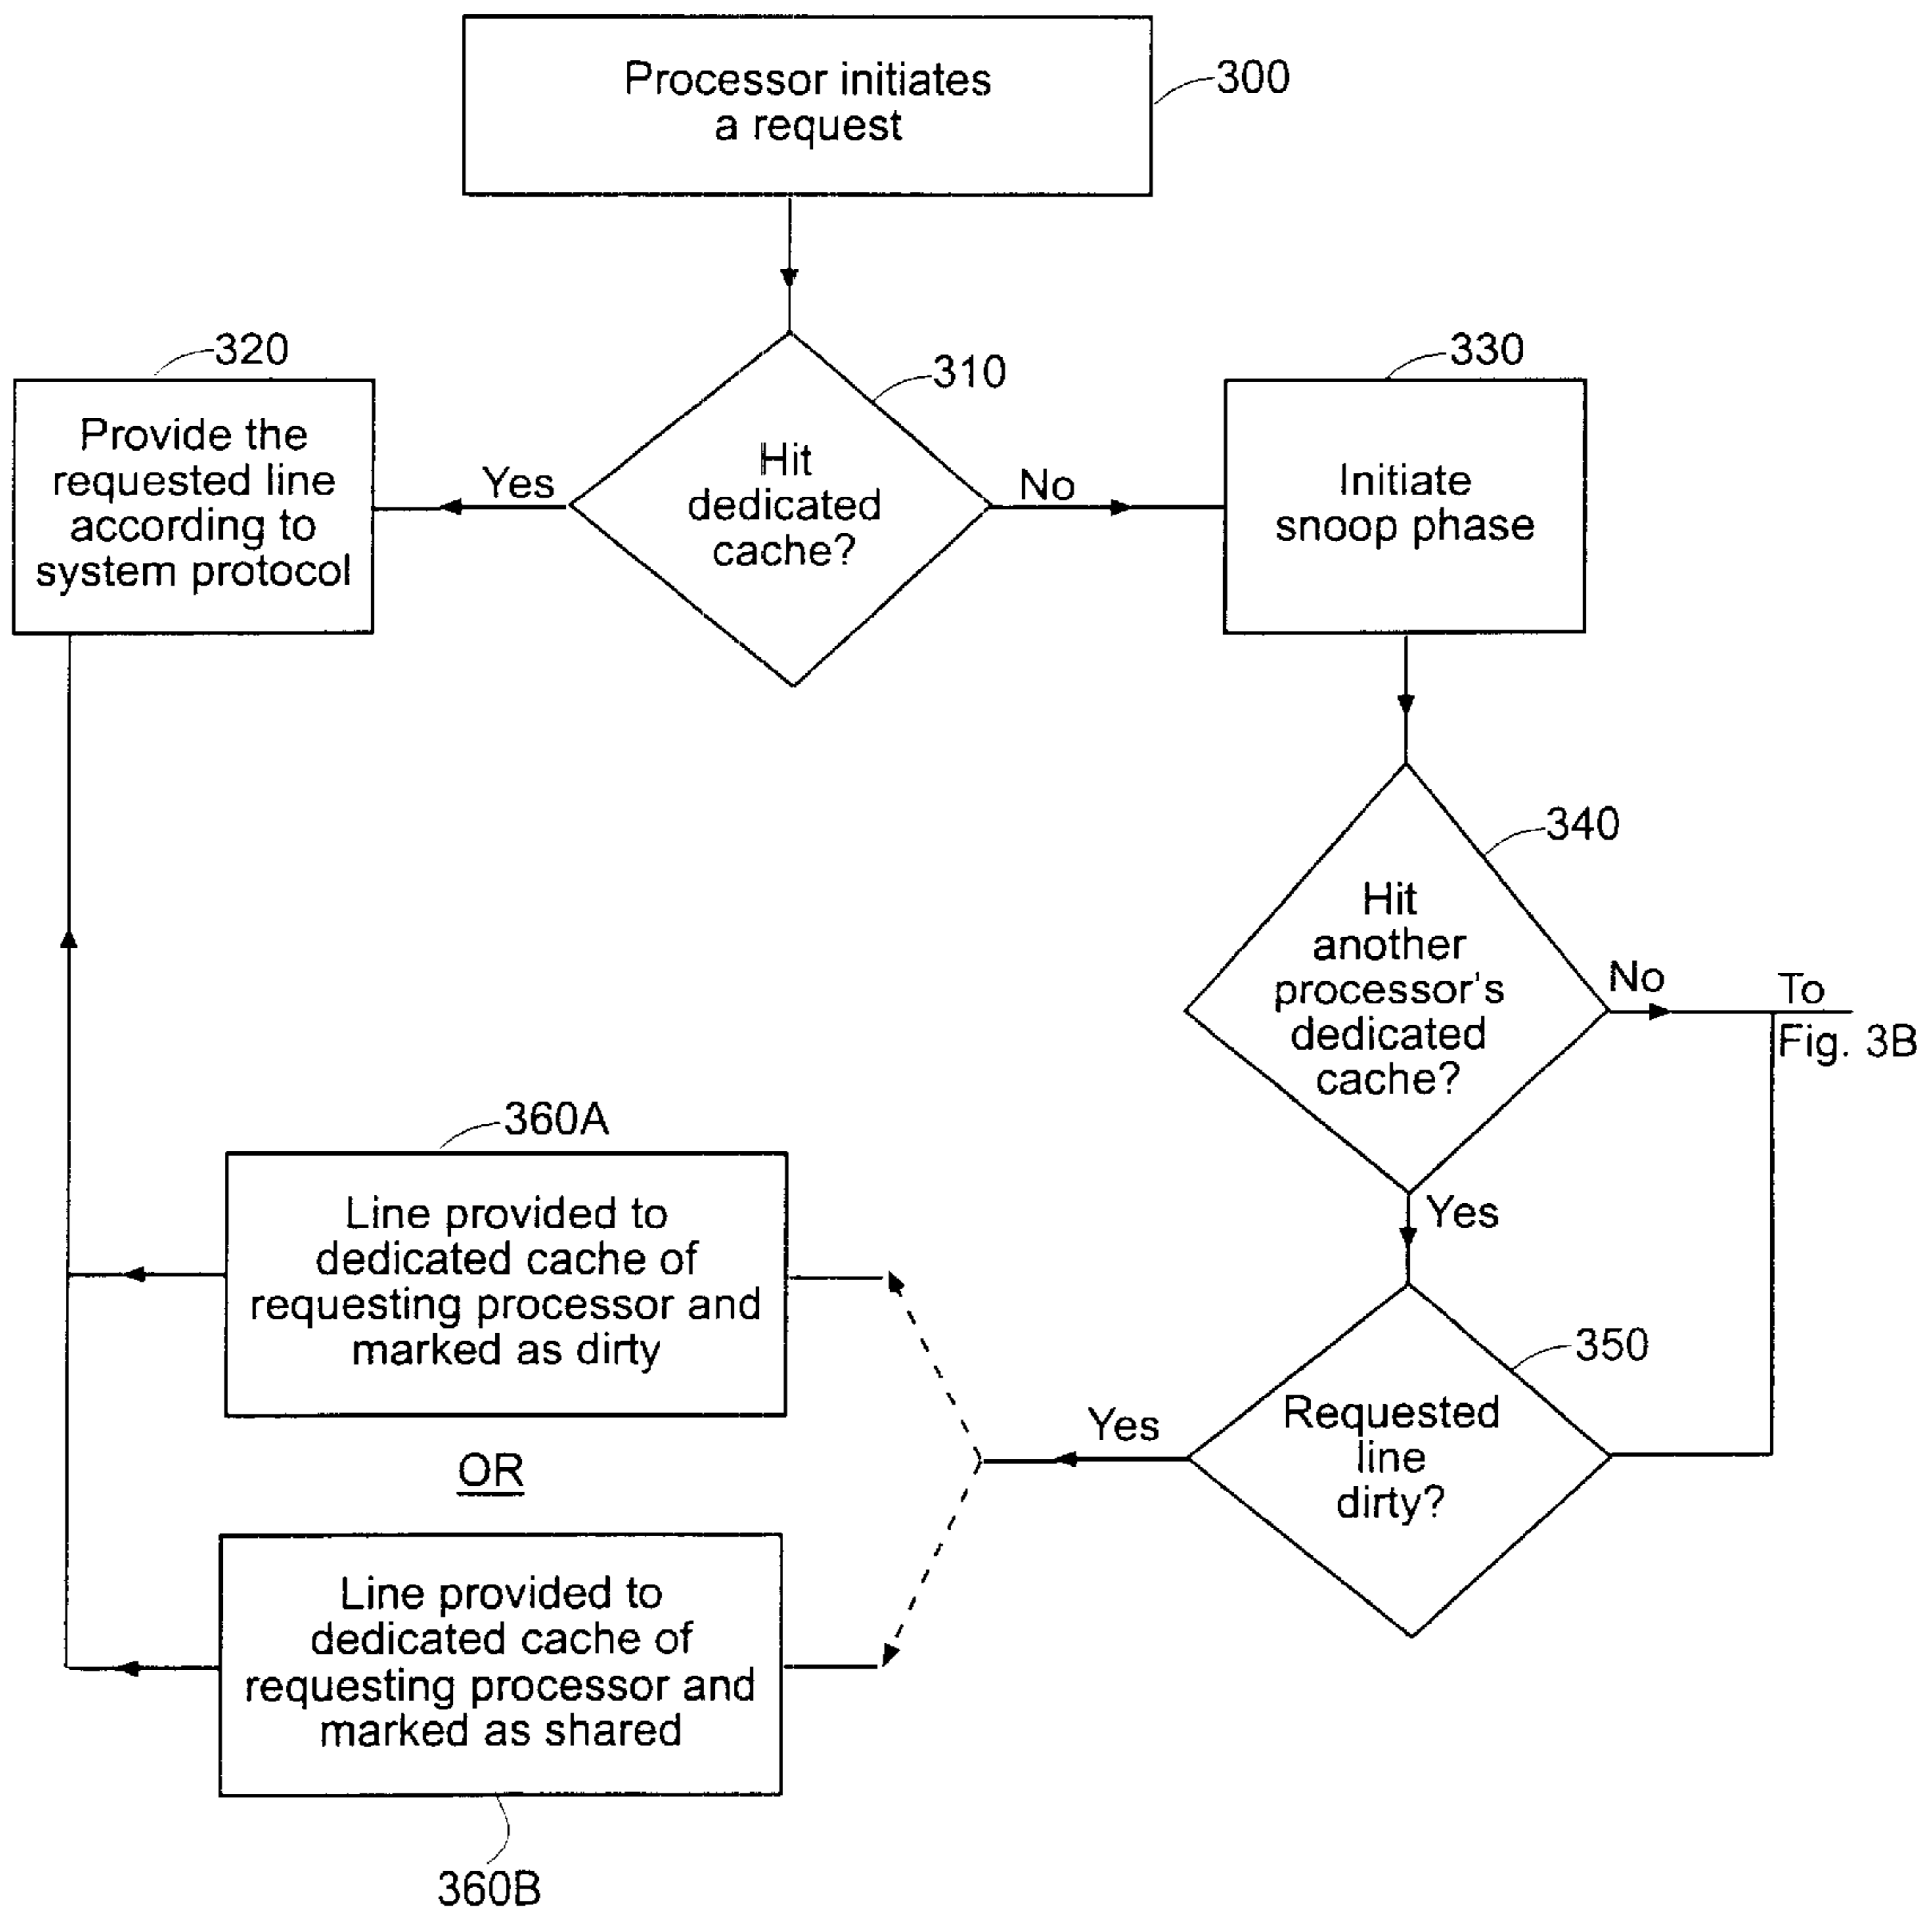 Processor initiates
a request
300
320
310
330
Provide the
requested line
according to
system protocol
Yes
Hit
dedicated
cache?
No
Initiate
snoop phase
340
Hit
another
processor's
dedicated
cache?
No
To
Fig. 3B
Yes
360A
Line provided to
dedicated cache of
requesting processor and
marked as dirty
350
Requested
line
dirty?
Yes
OR
Line provided to
dedicated cache of
requesting processor and
marked as shared
360B